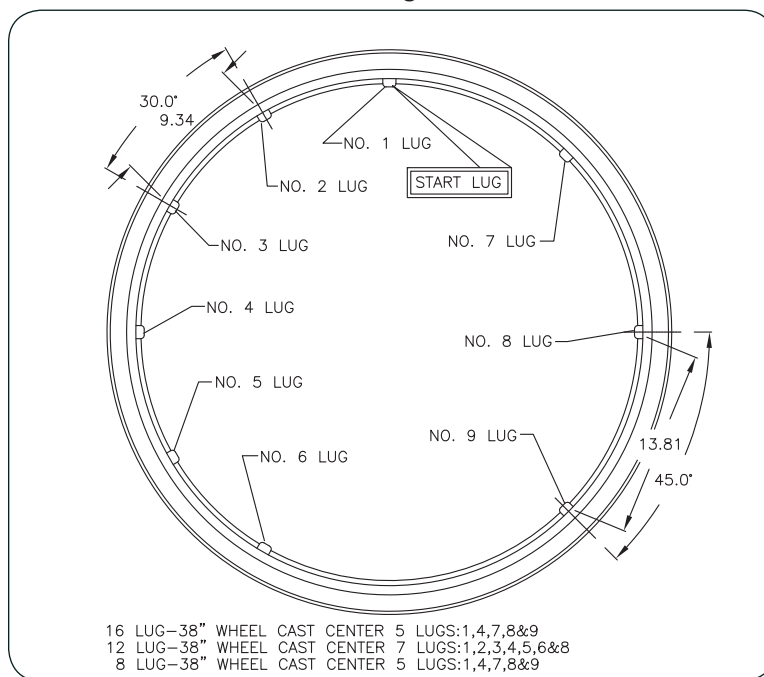 30.0°
9.34
NO. 1 LUG
START LUG
NO. 2 LUG
NO. 7 LUG
NO. 3 LUG
NO. 4 LUG
NO. 8 LUG
NO. 5 LUG
NO. 9 LUG
13.81
NO. 6 LUG
45.0°
16 LUG-38" WHEEL CAST CENTER 5 LUGS:1,4,7,8&9
12 LUG-38" WHEEL CAST CENTER 7 LUGS:1,2,3,4,5,6&8
8 LUG-38" WHEEL CAST CENTER 5 LUGS:1,4,7,8&9